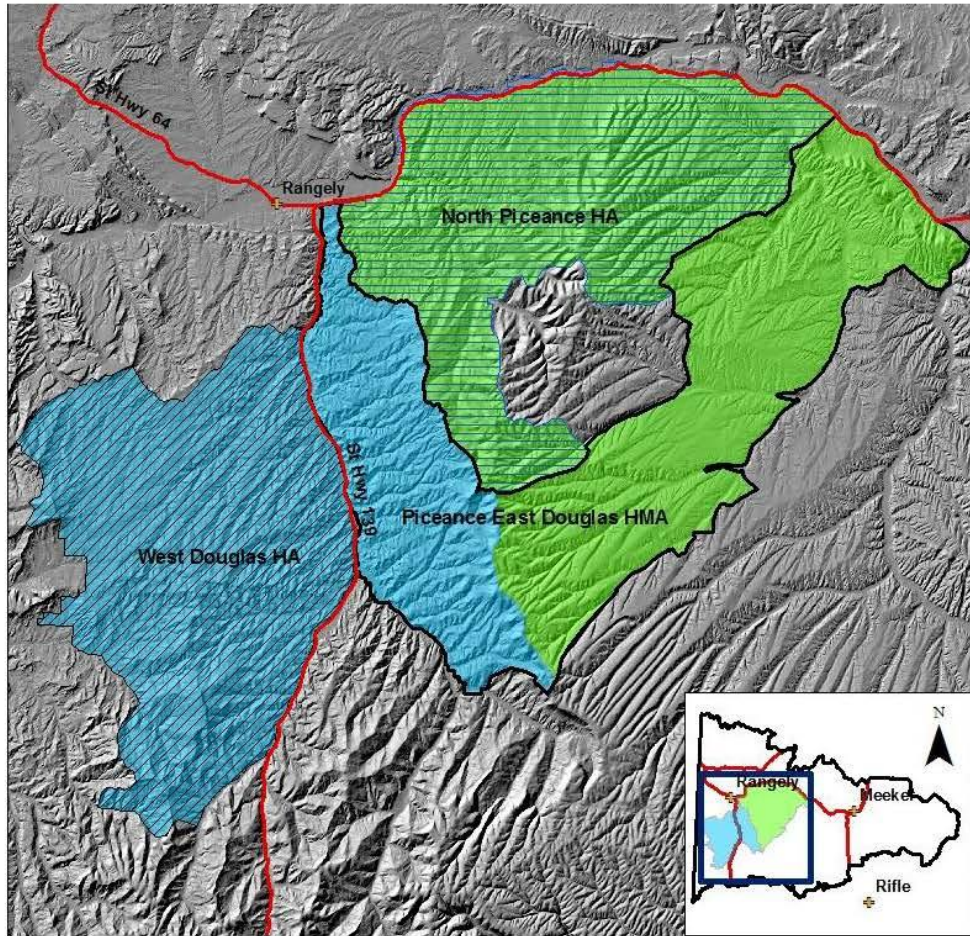 St Hwy 64
Rangely
North Piceance HA
St Hwy 139
Piceance East Douglas HMA
West Douglas HA
N
Rangely
Meeker
Rifle